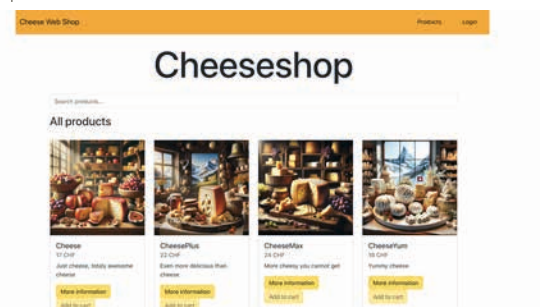 Cheese Web Shop Products Login
Cheeseshop
Search products...
All products
Cheese CheesePlus CheeseMax CheeseYum
17 CHF 22 CHF 24 CHF 18 CHF
Just cheese, totally awesome Even more delicious than More cheesy you cannot get Yummy cheese
cheese cheese
More information More information More information More information
Add to cart Add to cart Add to cart Add to cart